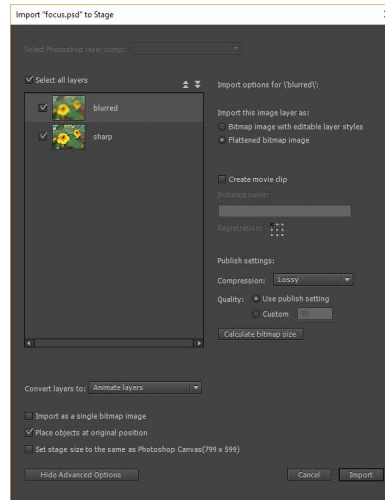 Import "focus.psd" to Stage
Select Photoshop layer comp:
Select all layers
Import options for \'blurred\':
blurred
sharp
Import this image layer as:
Bitmap image with editable layer styles
Flattened bitmap image
Create movie clip
Instance name:
Registration:
Publish settings:
Compression: Lossy
Quality: Use publish setting
Custom 90
Calculate bitmap size
Convert layers to: Animate layers
Import as a single bitmap image
Place objects at original position
Set stage size to the same as Photoshop Canvas(799 x 599)
Hide Advanced Options
Cancel
Import